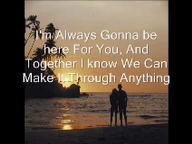 I'm Always Gonna be
here For You, And
Together I know We Can
Make It Through Anything